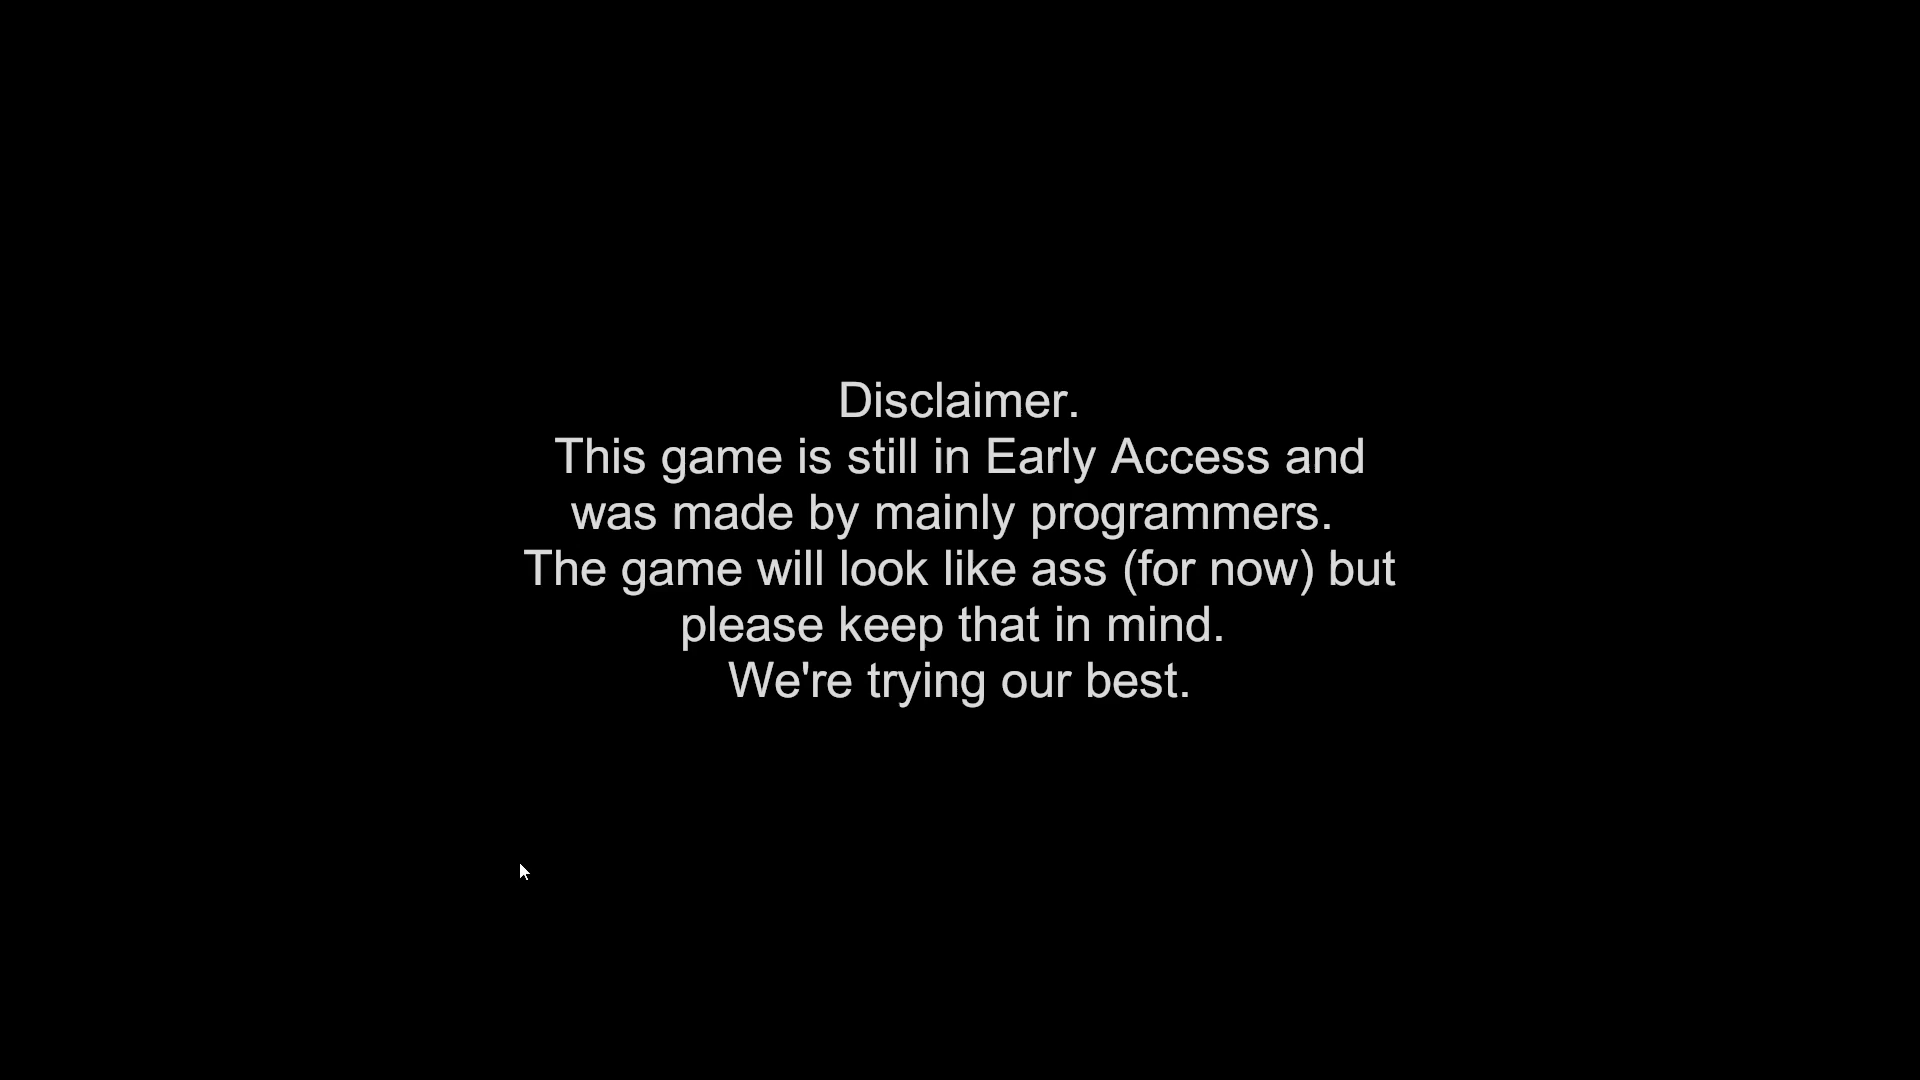 Disclaimer.
This game is still in Early Access and
was made by mainly programmers.
The game will look like ass (for now) but
please keep that in mind.
We're trying our best.